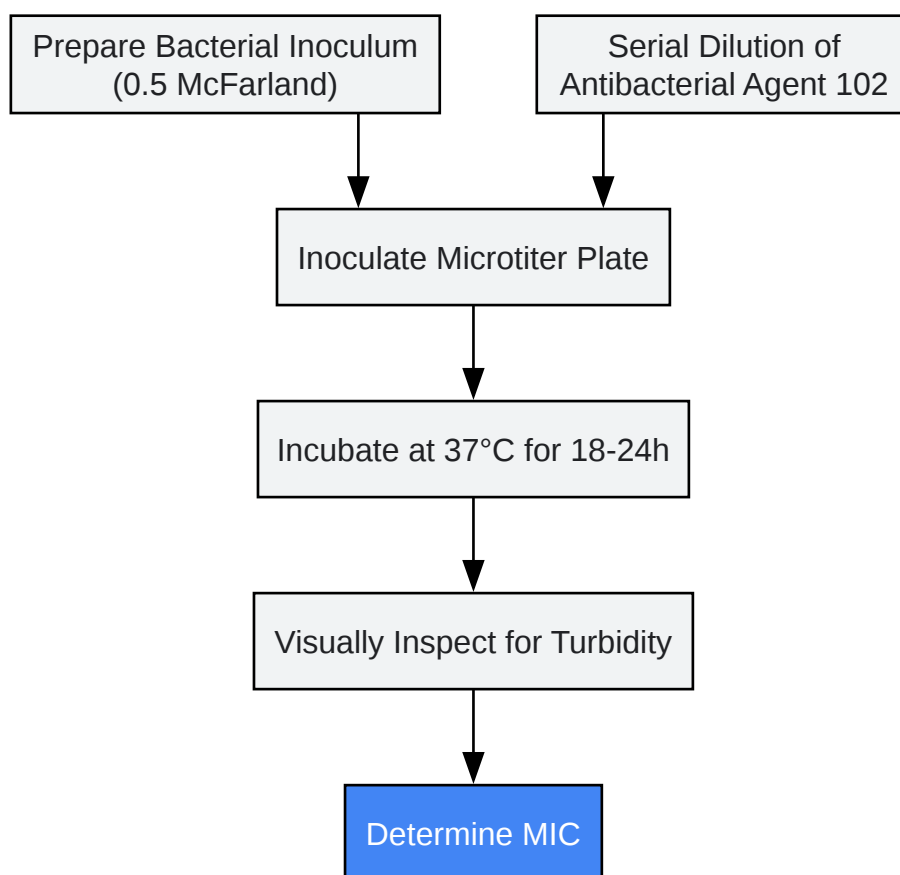 Prepare Bacterial Inoculum
(0.5 McFarland)
Serial Dilution of
Antibacterial Agent 102
Inoculate Microtiter Plate
Incubate at 37°C for 18-24h
Visually Inspect for Turbidity
Determine MIC